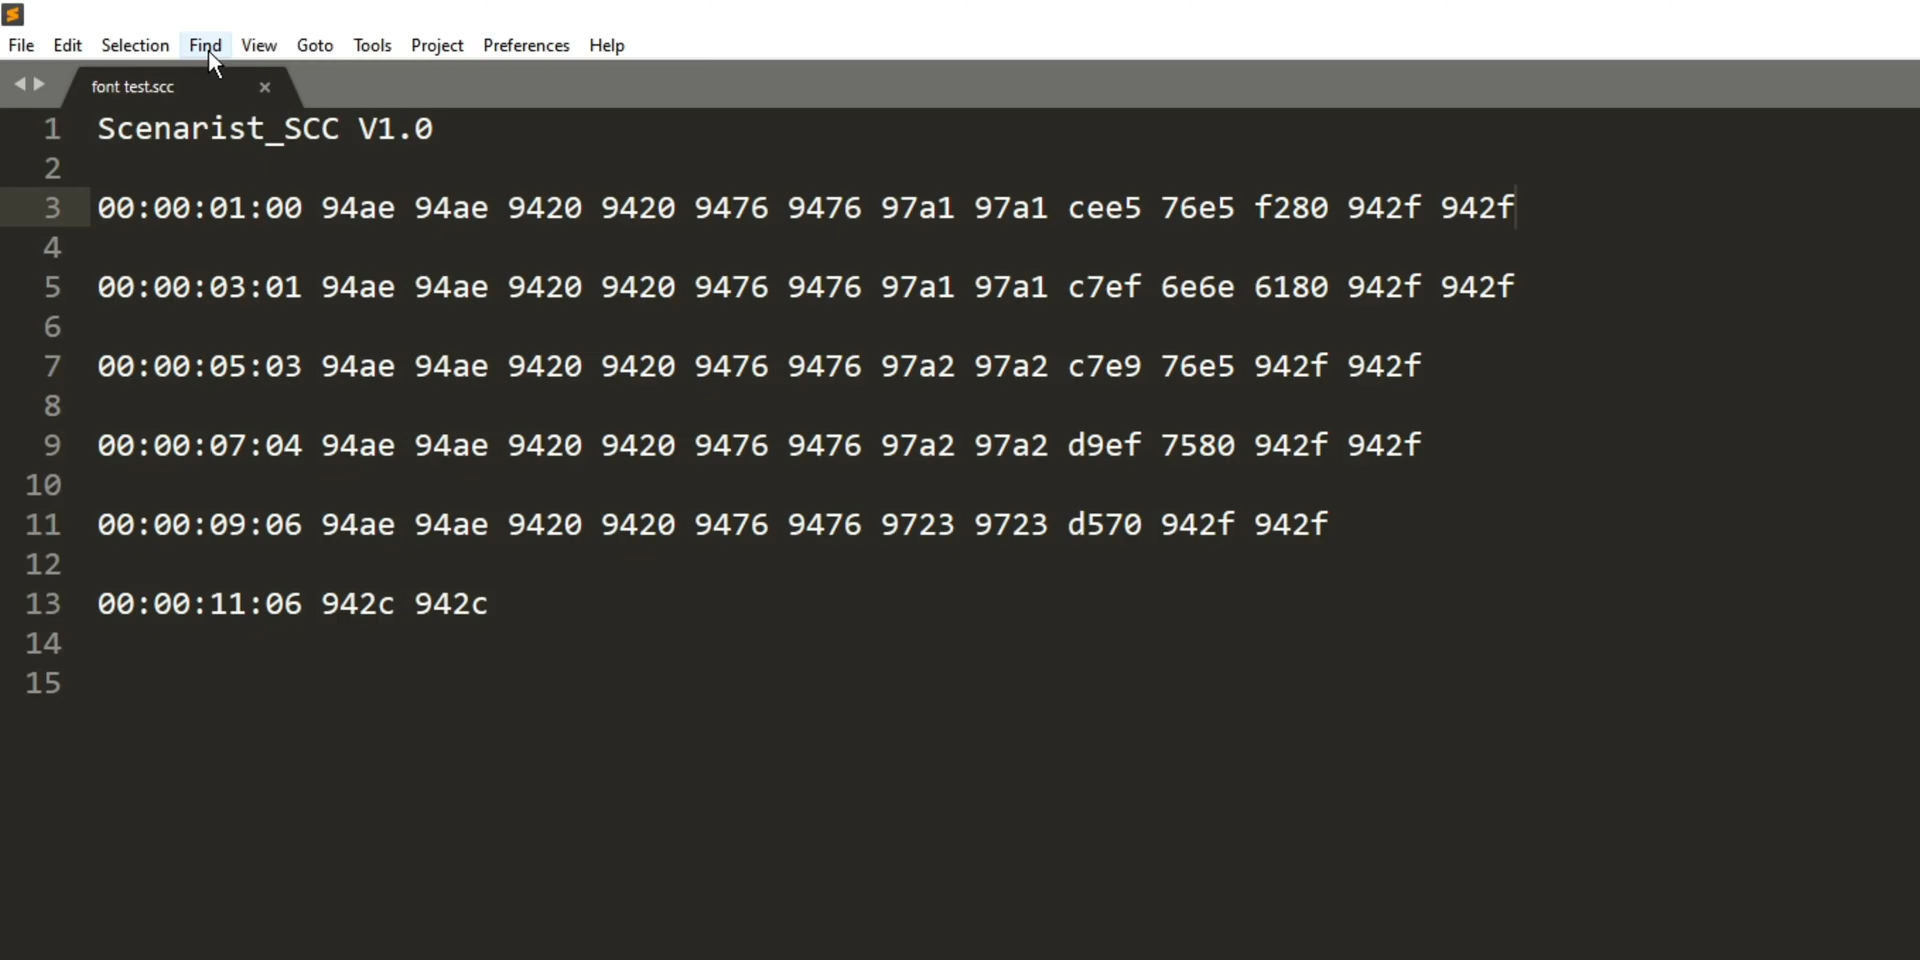 File Edit Selection Find View Goto Tools Project Preferences Help
font test.scc
1 Scenarist_SCC V1.0
2
3 00:00:01:00 94ae 94ae 9420 9420 9476 9476 97a1 97a1 cee5 76e5 f280 942f 942f
4
5 00:00:03:01 94ae 94ae 9420 9420 9476 9476 97a1 97a1 c7ef 6e6e 6180 942f 942f
6
7 00:00:05:03 94ae 94ae 9420 9420 9476 9476 97a2 97a2 c7e9 76e5 942f 942f
8
9 00:00:07:04 94ae 94ae 9420 9420 9476 9476 97a2 97a2 d9ef 7580 942f 942f
10
11 00:00:09:06 94ae 94ae 9420 9420 9476 9476 9723 9723 d570 942f 942f
12
13 00:00:11:06 942c 942c
14
15